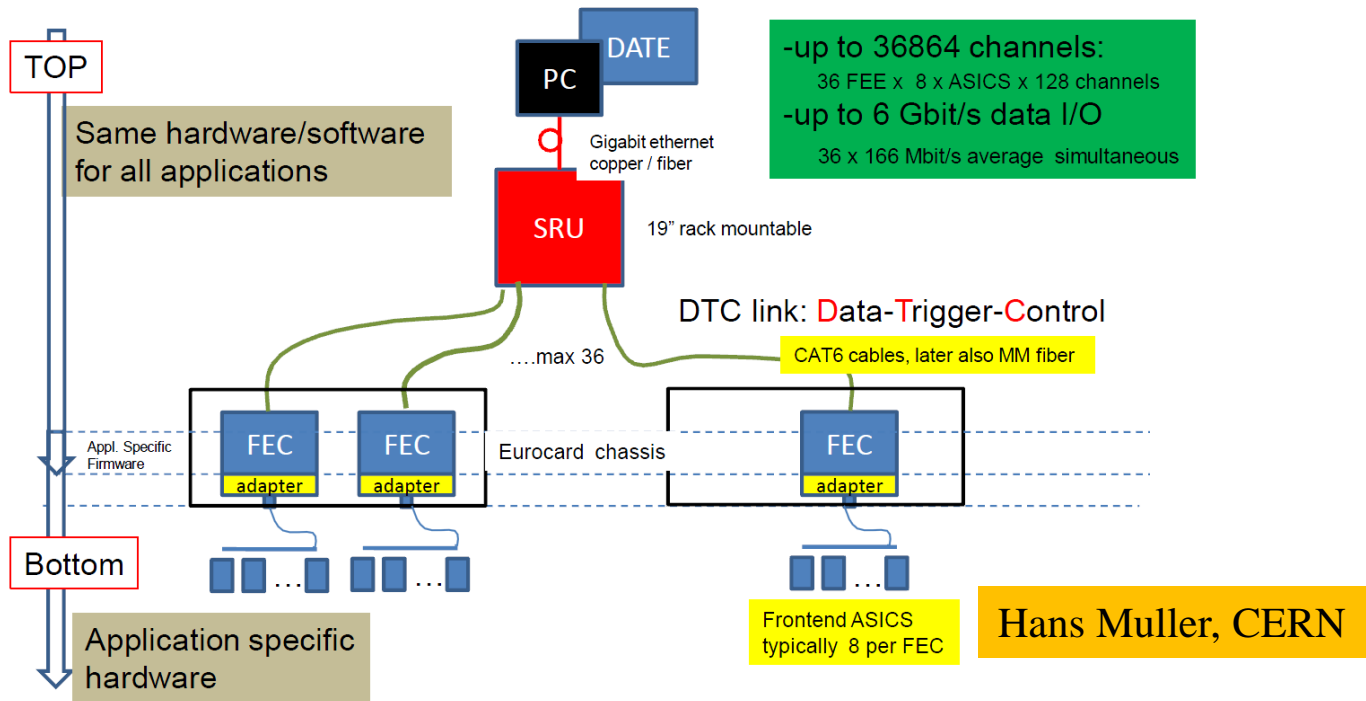 DATE
PC
TOP
-up to 36864 channels:
36 FEE x 8 x ASICS x 128 channels
-up to 6 Gbit/s data I/O
36 x 166 Mbit/s average simultaneous
Same hardware/software
for all applications
Gigabit ethernet
copper / fiber
SRU
19” rack mountable
DTC link: Data-Trigger-Control
CAT6 cables, later also MM fiber
….max 36
Appl. Specific
Firmware
FEC
adapter
FEC
adapter
Eurocard chassis
FEC
adapter
Bottom
…
…
…
Frontend ASICS
typically 8 per FEC
Hans Muller, CERN
Application specific
hardware